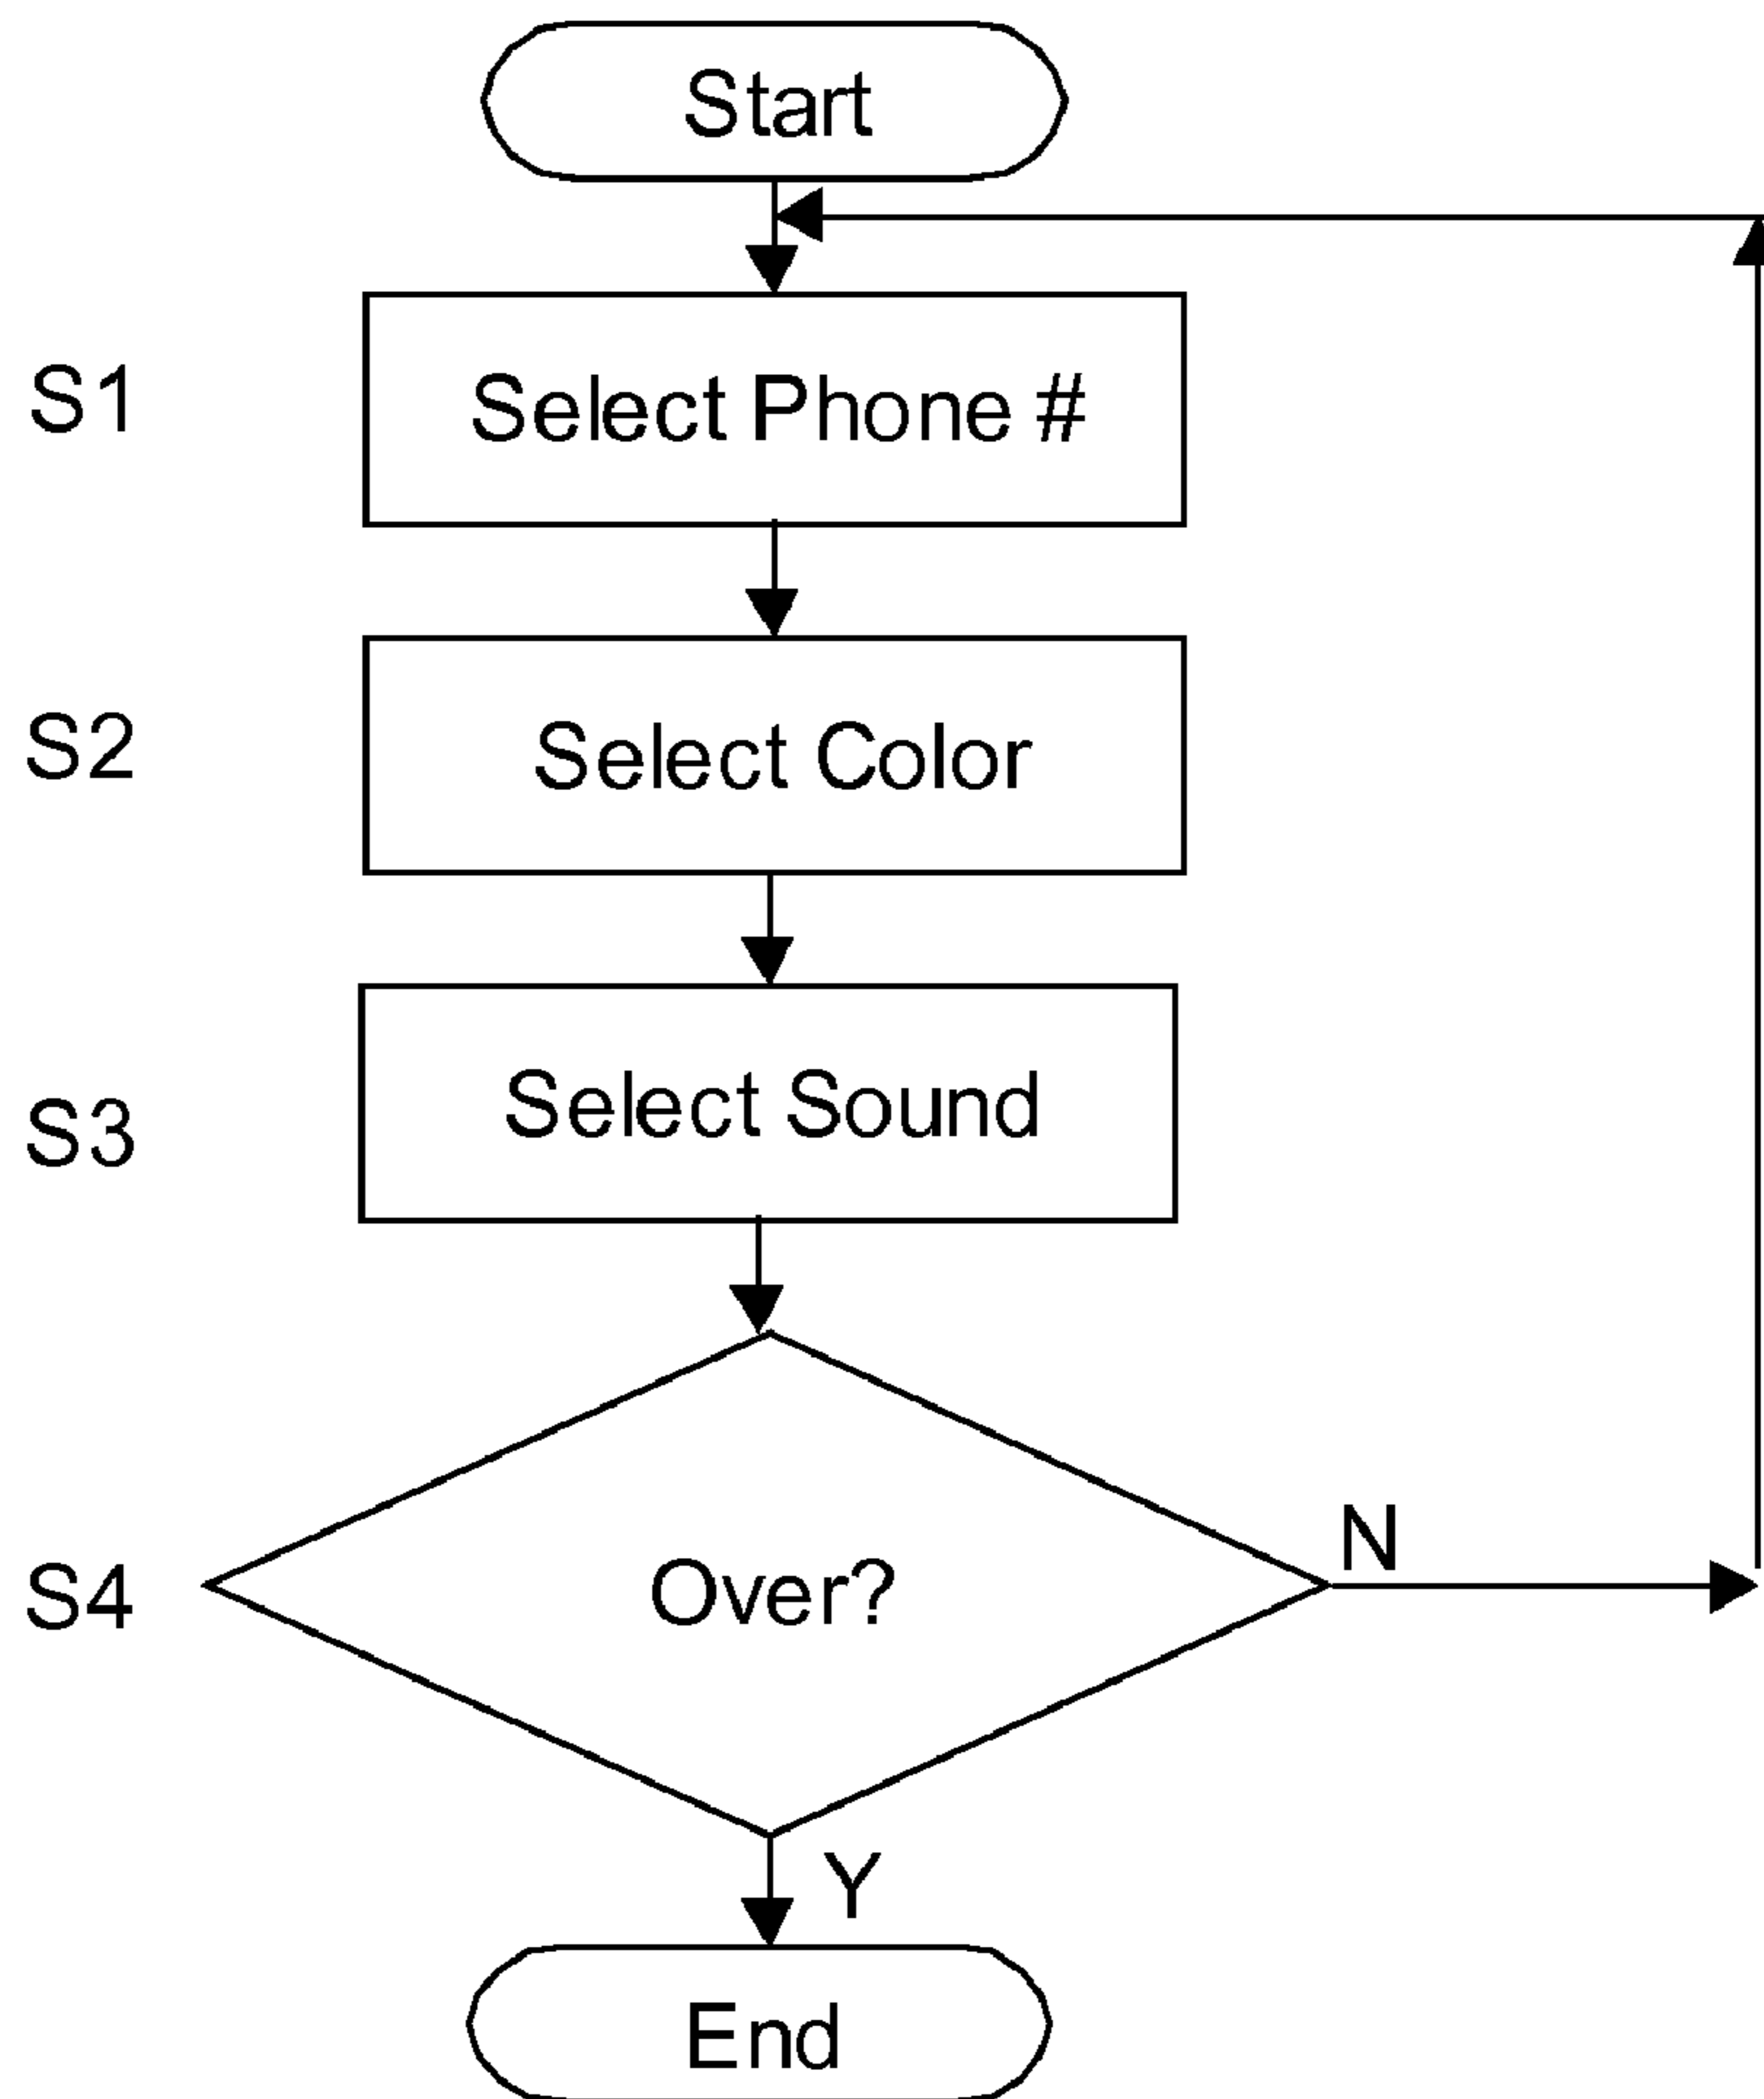 Start
S1
Select Phone #
S2
Select Color
S3
Select Sound
S4
Over?
N
Y
End